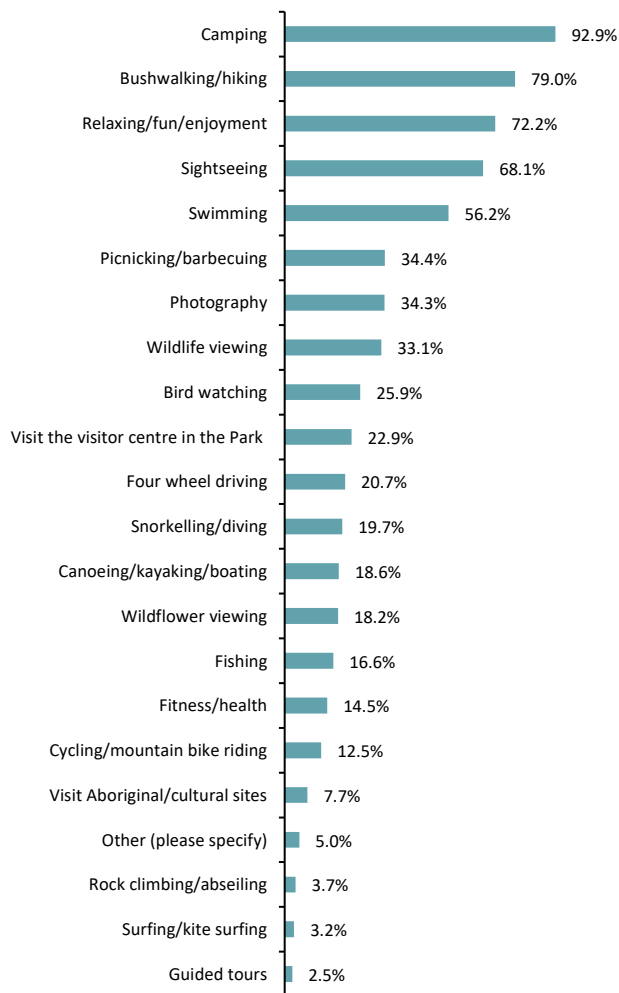 Camping 92.9%
Bushwalking/hiking 79.0%
Relaxing/fun/enjoyment 72.2%
Sightseeing 68.1%
Swimming 56.2%
Picnicking/barbecuing 34.4%
Photography 34.3%
Wildlife viewing 33.1%
Bird watching 25.9%
Visit the visitor centre in the Park 22.9%
Four wheel driving 20.7%
Snorkelling/diving 19.7%
Canoeing/kayaking/boating 18.6%
Wildflower viewing 18.2%
Fishing 16.6%
Fitness/health 14.5%
Cycling/mountain bike riding 12.5%
Visit Aboriginal/cultural sites 7.7%
Other (please specify) 5.0%
Rock climbing/abseiling 3.7%
Surfing/kite surfing 3.2%
Guided tours 2.5%